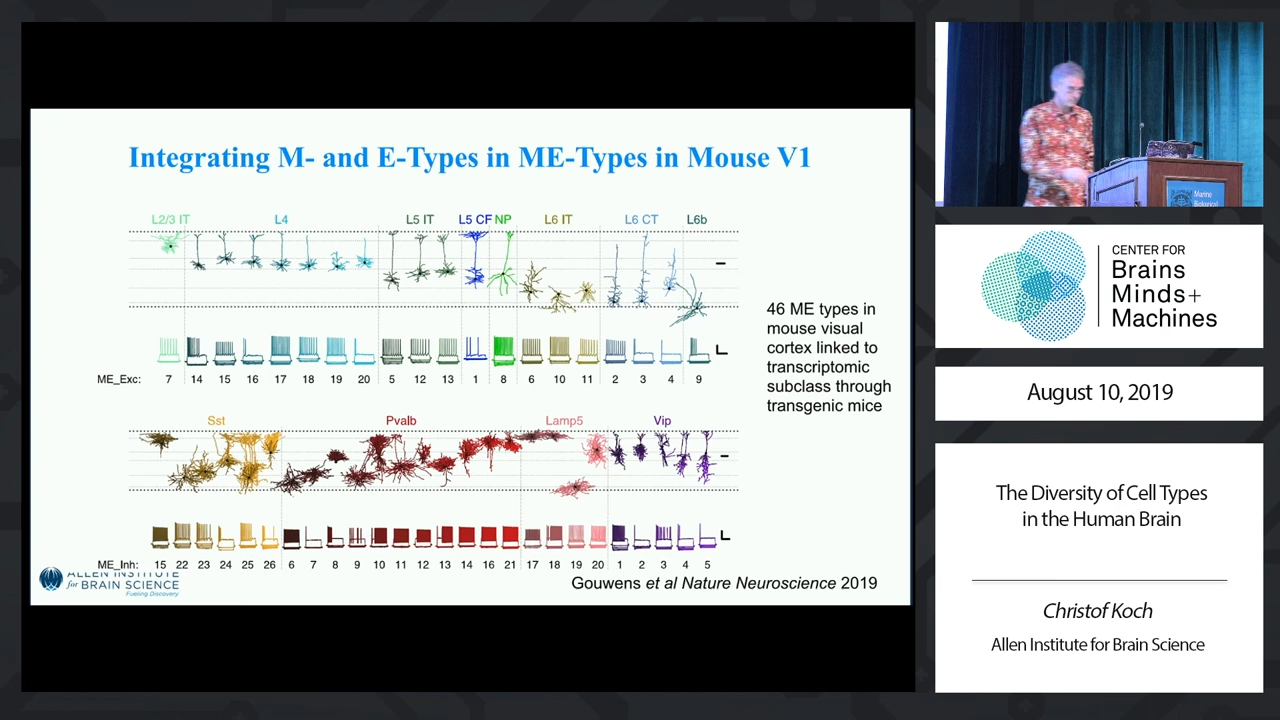 Integrating M- and E-Types in ME-Types in Mouse V1
L2/3 IT L4 L5 IT L5 CF NP L6 IT L6 CT L6b
ME_Exc: 7 14 15 16 17 18 19 20 5 12 13 1 8 6 10 11 2 3 4 9
46 ME types in
mouse visual
cortex linked to
transcriptomic
subclass through
transgenic mice
Sst Pvalb Lamp5 Vip
ME_Inh: 15 22 23 24 25 26 6 7 8 9 10 11 12 13 14 16 21 17 18 19 20 1 2 3 4 5
ALLEN INSTITUTE
for BRAIN SCIENCE
Fueling Discovery
Gouwens et al Nature Neuroscience 2019
Marine
Biological
CENTER FOR
Brains
Minds+
Machines
August 10, 2019
The Diversity of Cell Types
in the Human Brain
Christof Koch
Allen Institute for Brain Science